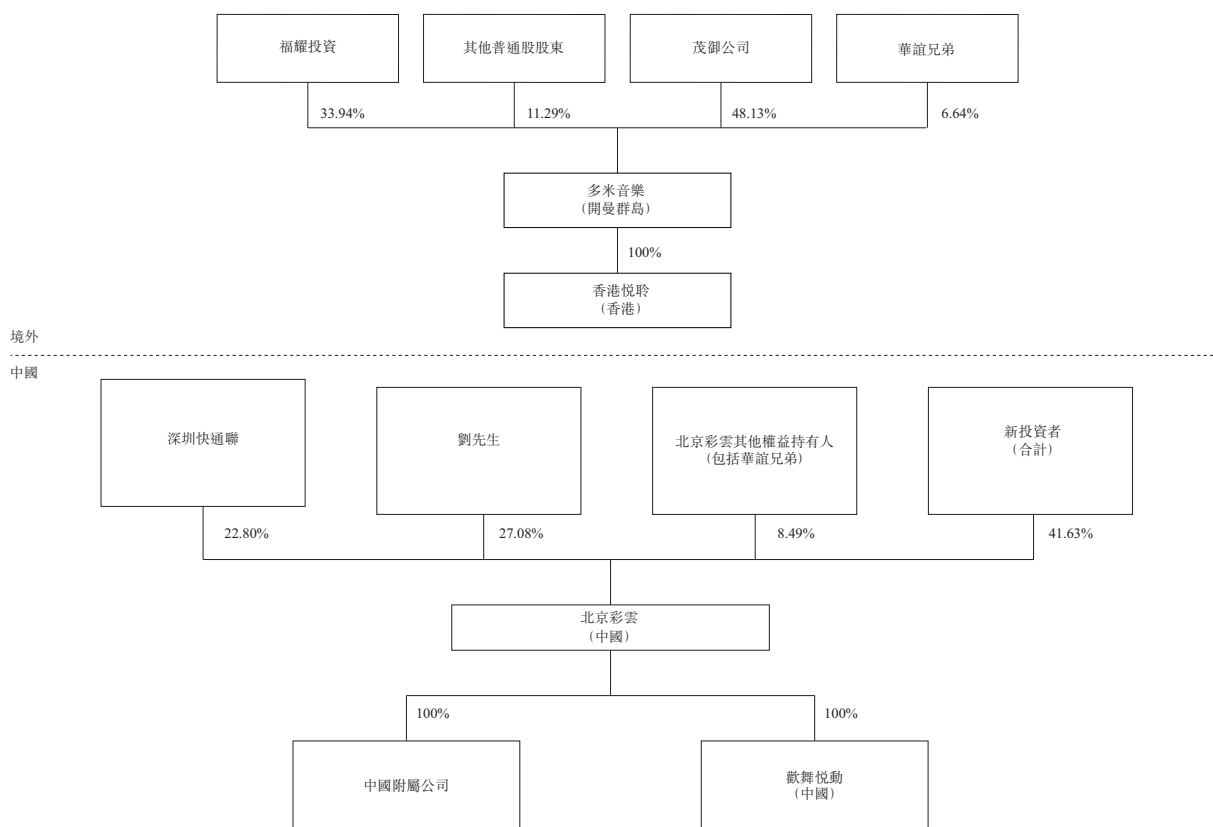 福耀投資
其他普通股股東
茂御公司
華誼兄弟
33.94%
11.29%
48.13%
6.64%
多米音樂
(開曼群島)
100%
香港悦聆
(香港)
境外
中國
深圳快通聯
劉先生
北京彩雲其他權益持有人
(包括華誼兄弟)
新投資者
(合計)
22.80%
27.08%
8.49%
41.63%
北京彩雲
(中國)
100%
100%
中國附屬公司
歡舞悦動
(中國)